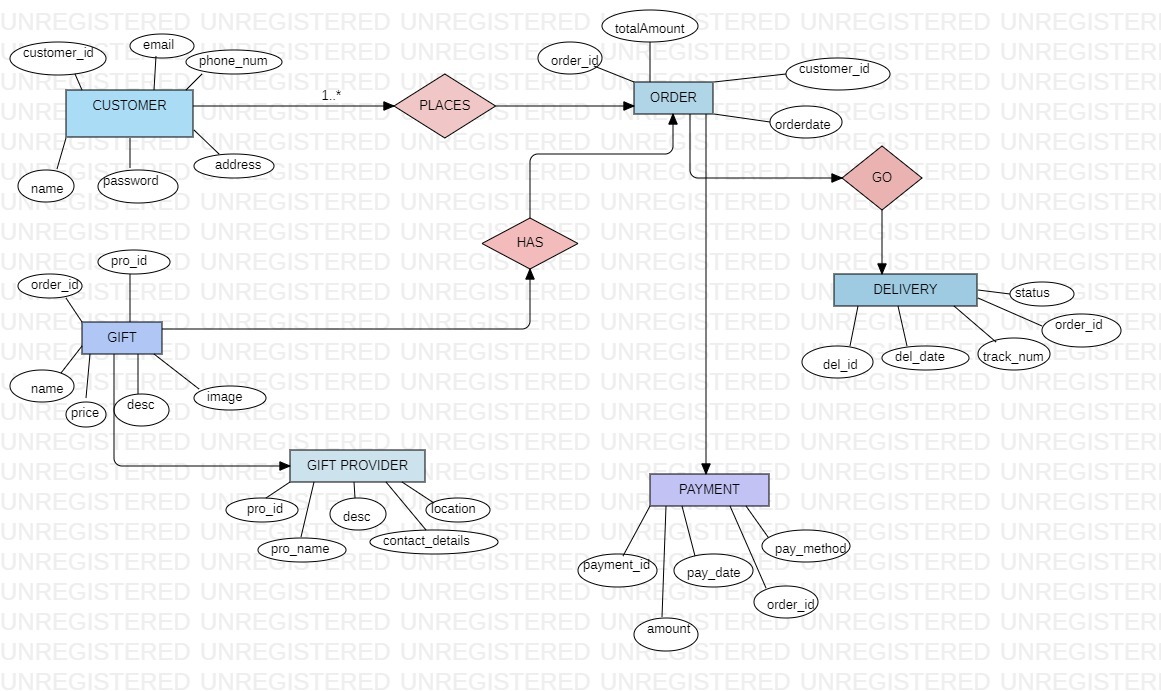 UNREGISTERED UNREGISTERED UNREGISTERED UNREGISTERED UNREGISTERED UNREGISTERED
totalAmount
email
order_id
customer_id
phone_num
customer_id
CUSTOMER
1..*
PLACES
ORDER
orderdate
address
name
password
GO
HAS
pro_id
order_id
DELIVERY
status
order_id
GIFT
del_id
del_date
track_num
name
price
desc
image
GIFT PROVIDER
PAYMENT
pro_id
desc
location
pro_name
contact_details
pay_method
payment_id
pay_date
order_id
amount